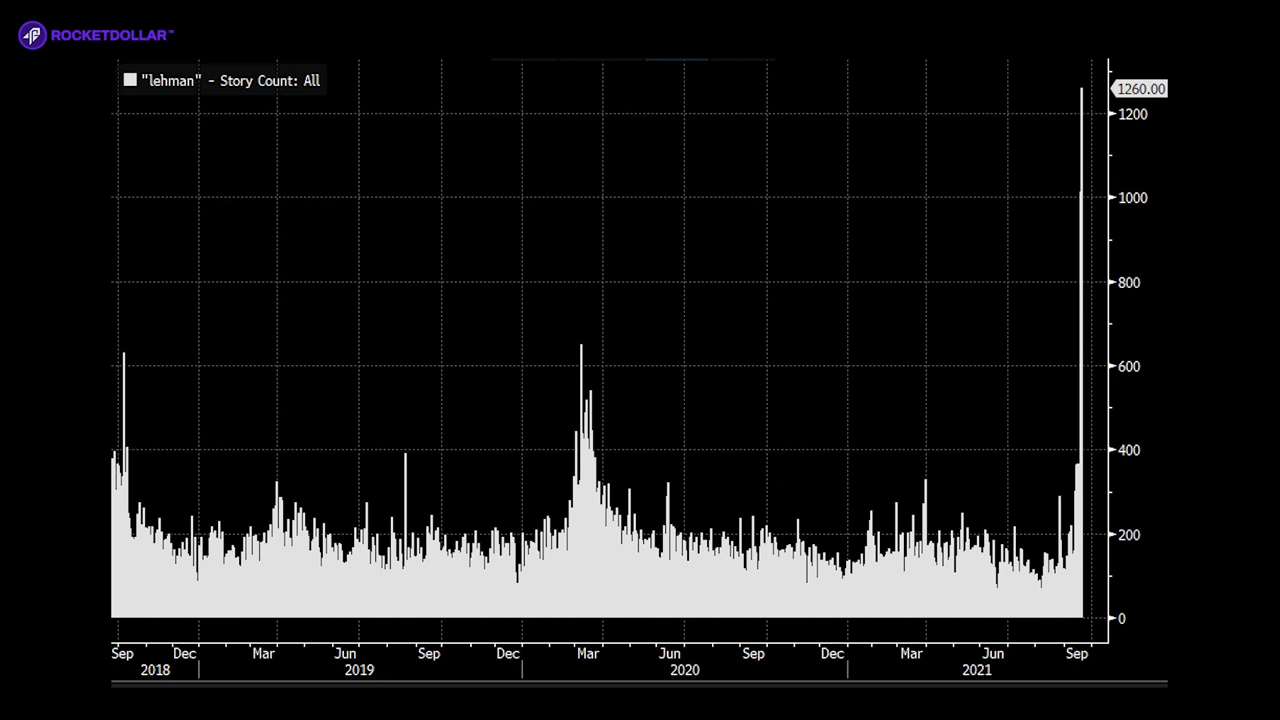 ROCKETDOLLAR™
"lehman" - Story Count: All
1260.00
1200
1000
800
600
400
200
0
Sep Dec Mar Jun Sep Dec Mar Jun Sep Dec Mar Jun Sep
2018 2019 2020 2021